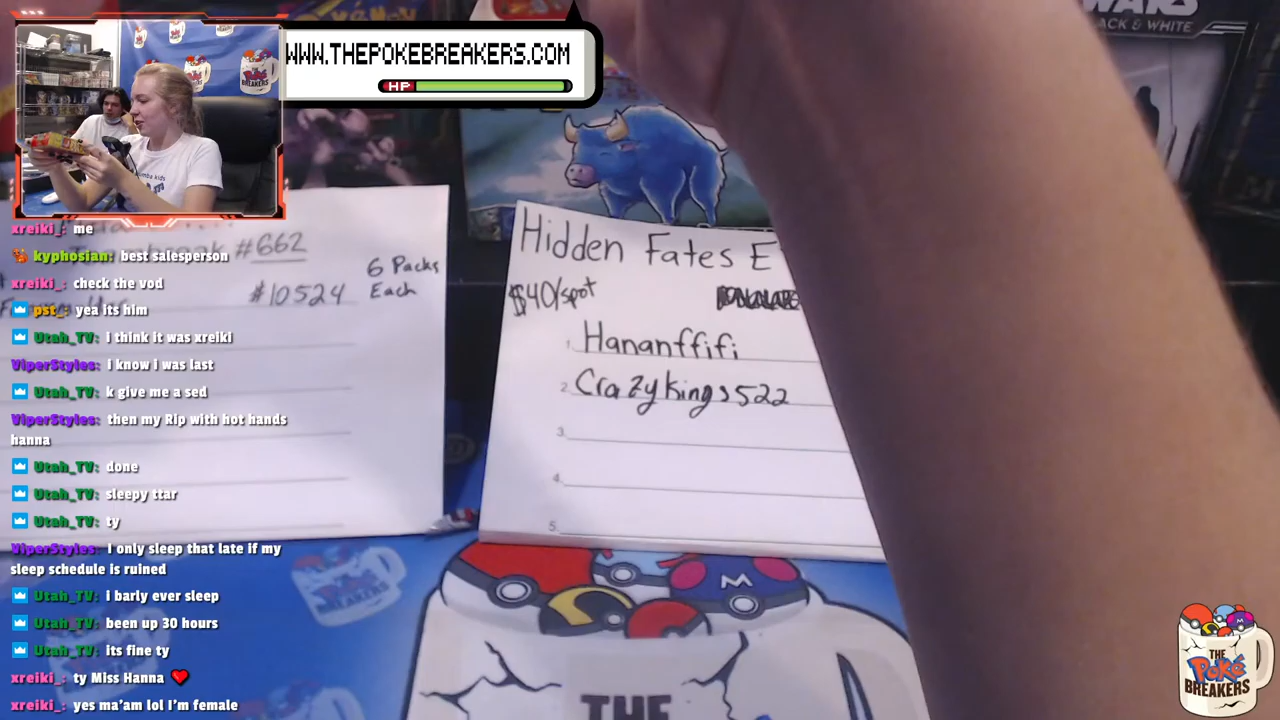 WWW.THEPOKEBREAKERS.COM
HP
WARS
ACK & WHITE
#662
6 Packs
Each
#10524
Hidden Fates E
$40/spot
1. Hananffifi
2. Crazykings522
3.
4.
5.
xreiki_: me
kyphosian: best salesperson
xreiki_: check the vod
pst_: yea its him
Utah_TV: i think it was xreiki
ViperStyles: I know i was last
Utah_TV: k give me a sed
ViperStyles: then my Rip with hot hands
hanna
Utah_TV: done
Utah_TV: sleepy ttar
Utah_TV: ty
ViperStyles: I only sleep that late if my
sleep schedule is ruined
Utah_TV: i barly ever sleep
Utah_TV: been up 30 hours
Utah_TV: its fine ty
xreiki_: ty Miss Hanna
xreiki_: yes ma'am lol I'm female
M
THE
THE
Poké
BREAKERS